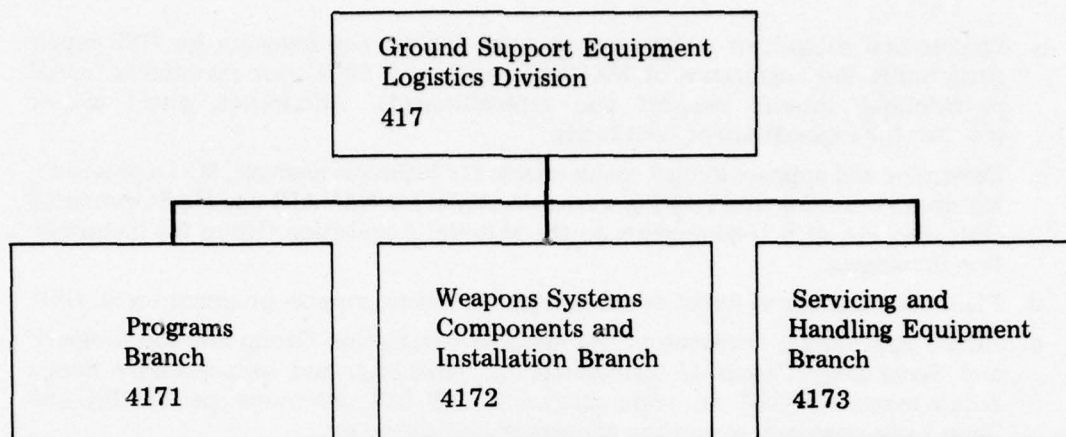 Ground Support Equipment
Logistics Division
417
Programs
Branch
4171
Weapons Systems
Components and
Installation Branch
4172
Servicing and
Handling Equipment
Branch
4173